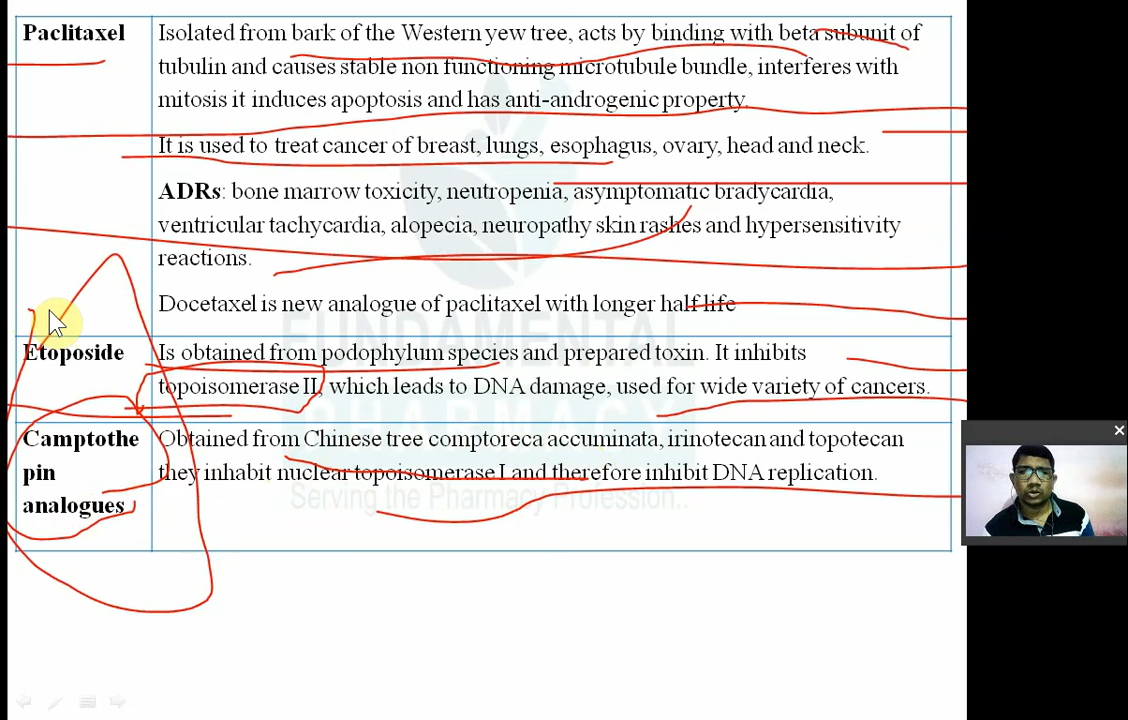 Paclitaxel
Isolated from bark of the Western yew tree, acts by binding with beta subunit of
tubulin and causes stable non functioning microtubule bundle, interferes with
mitosis it induces apoptosis and has anti-androgenic property.
It is used to treat cancer of breast, lungs, esophagus, ovary, head and neck.
ADRs: bone marrow toxicity, neutropenia, asymptomatic bradycardia,
ventricular tachycardia, alopecia, neuropathy skin rashes and hypersensitivity
reactions.
Docetaxel is new analogue of paclitaxel with longer half life
Etoposide
Is obtained from podophylum species and prepared toxin. It inhibits
topoisomerase II, which leads to DNA damage, used for wide variety of cancers.
Camptothe
pin
analogues
Obtained from Chinese tree comptoreca accuminata, irinotecan and topotecan
they inhabit nuclear topoisomerase I and therefore inhibit DNA replication.
FUNDAMENTAL
PHARMACY
Serving the Pharmacy Profession..